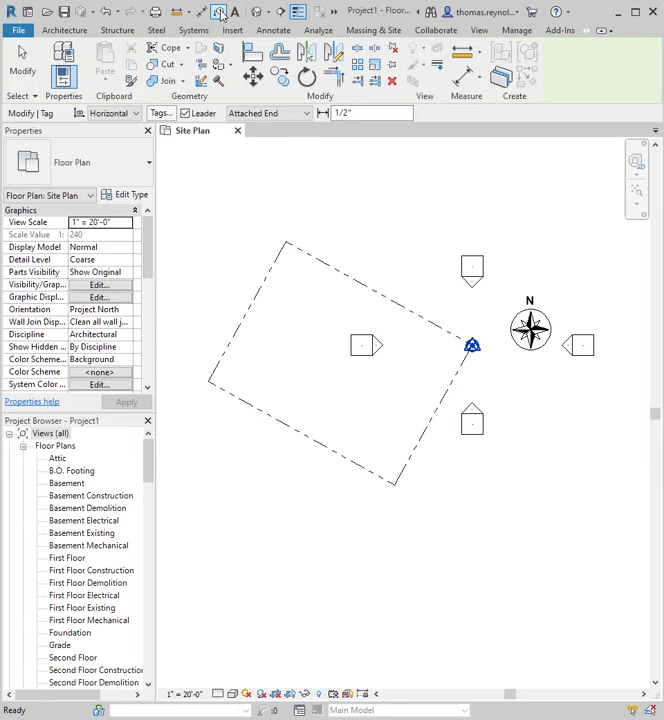 Project1 - Floor...
thomas.reynol...
File Architecture Structure Steel Systems Insert Annotate Analyze Massing & Site Collaborate View Manage Add-Ins
Cope
Cut
Join
Modify
Paste
Select Properties Clipboard Geometry Modify View Measure Create
Modify | Tag Horizontal Tags... Leader Attached End 1/2"
Properties
Site Plan
Floor Plan
Floor Plan: Site Plan Edit Type
Graphics
View Scale 1" = 20'-0"
Scale Value 1: 240
Display Model Normal
Detail Level Coarse
Parts Visibility Show Original
Visibility/Grap... Edit...
Graphic Displ... Edit...
Orientation Project North
Wall Join Displ... Clean all wall j...
Discipline Architectural
Show Hidden ... By Discipline
Color Scheme... Background
Color Scheme <none>
System Color ... Edit...
Properties help Apply
N
2D
Project Browser - Project1
Views (all)
Floor Plans
Attic
B.O. Footing
Basement
Basement Construction
Basement Demolition
Basement Electrical
Basement Existing
Basement Mechanical
First Floor
First Floor Construction
First Floor Demolition
First Floor Electrical
First Floor Existing
First Floor Mechanical
Foundation
Grade
Second Floor
Second Floor Constructio
Second Floor Demolition
1" = 20'-0"
Ready :0 Main Model